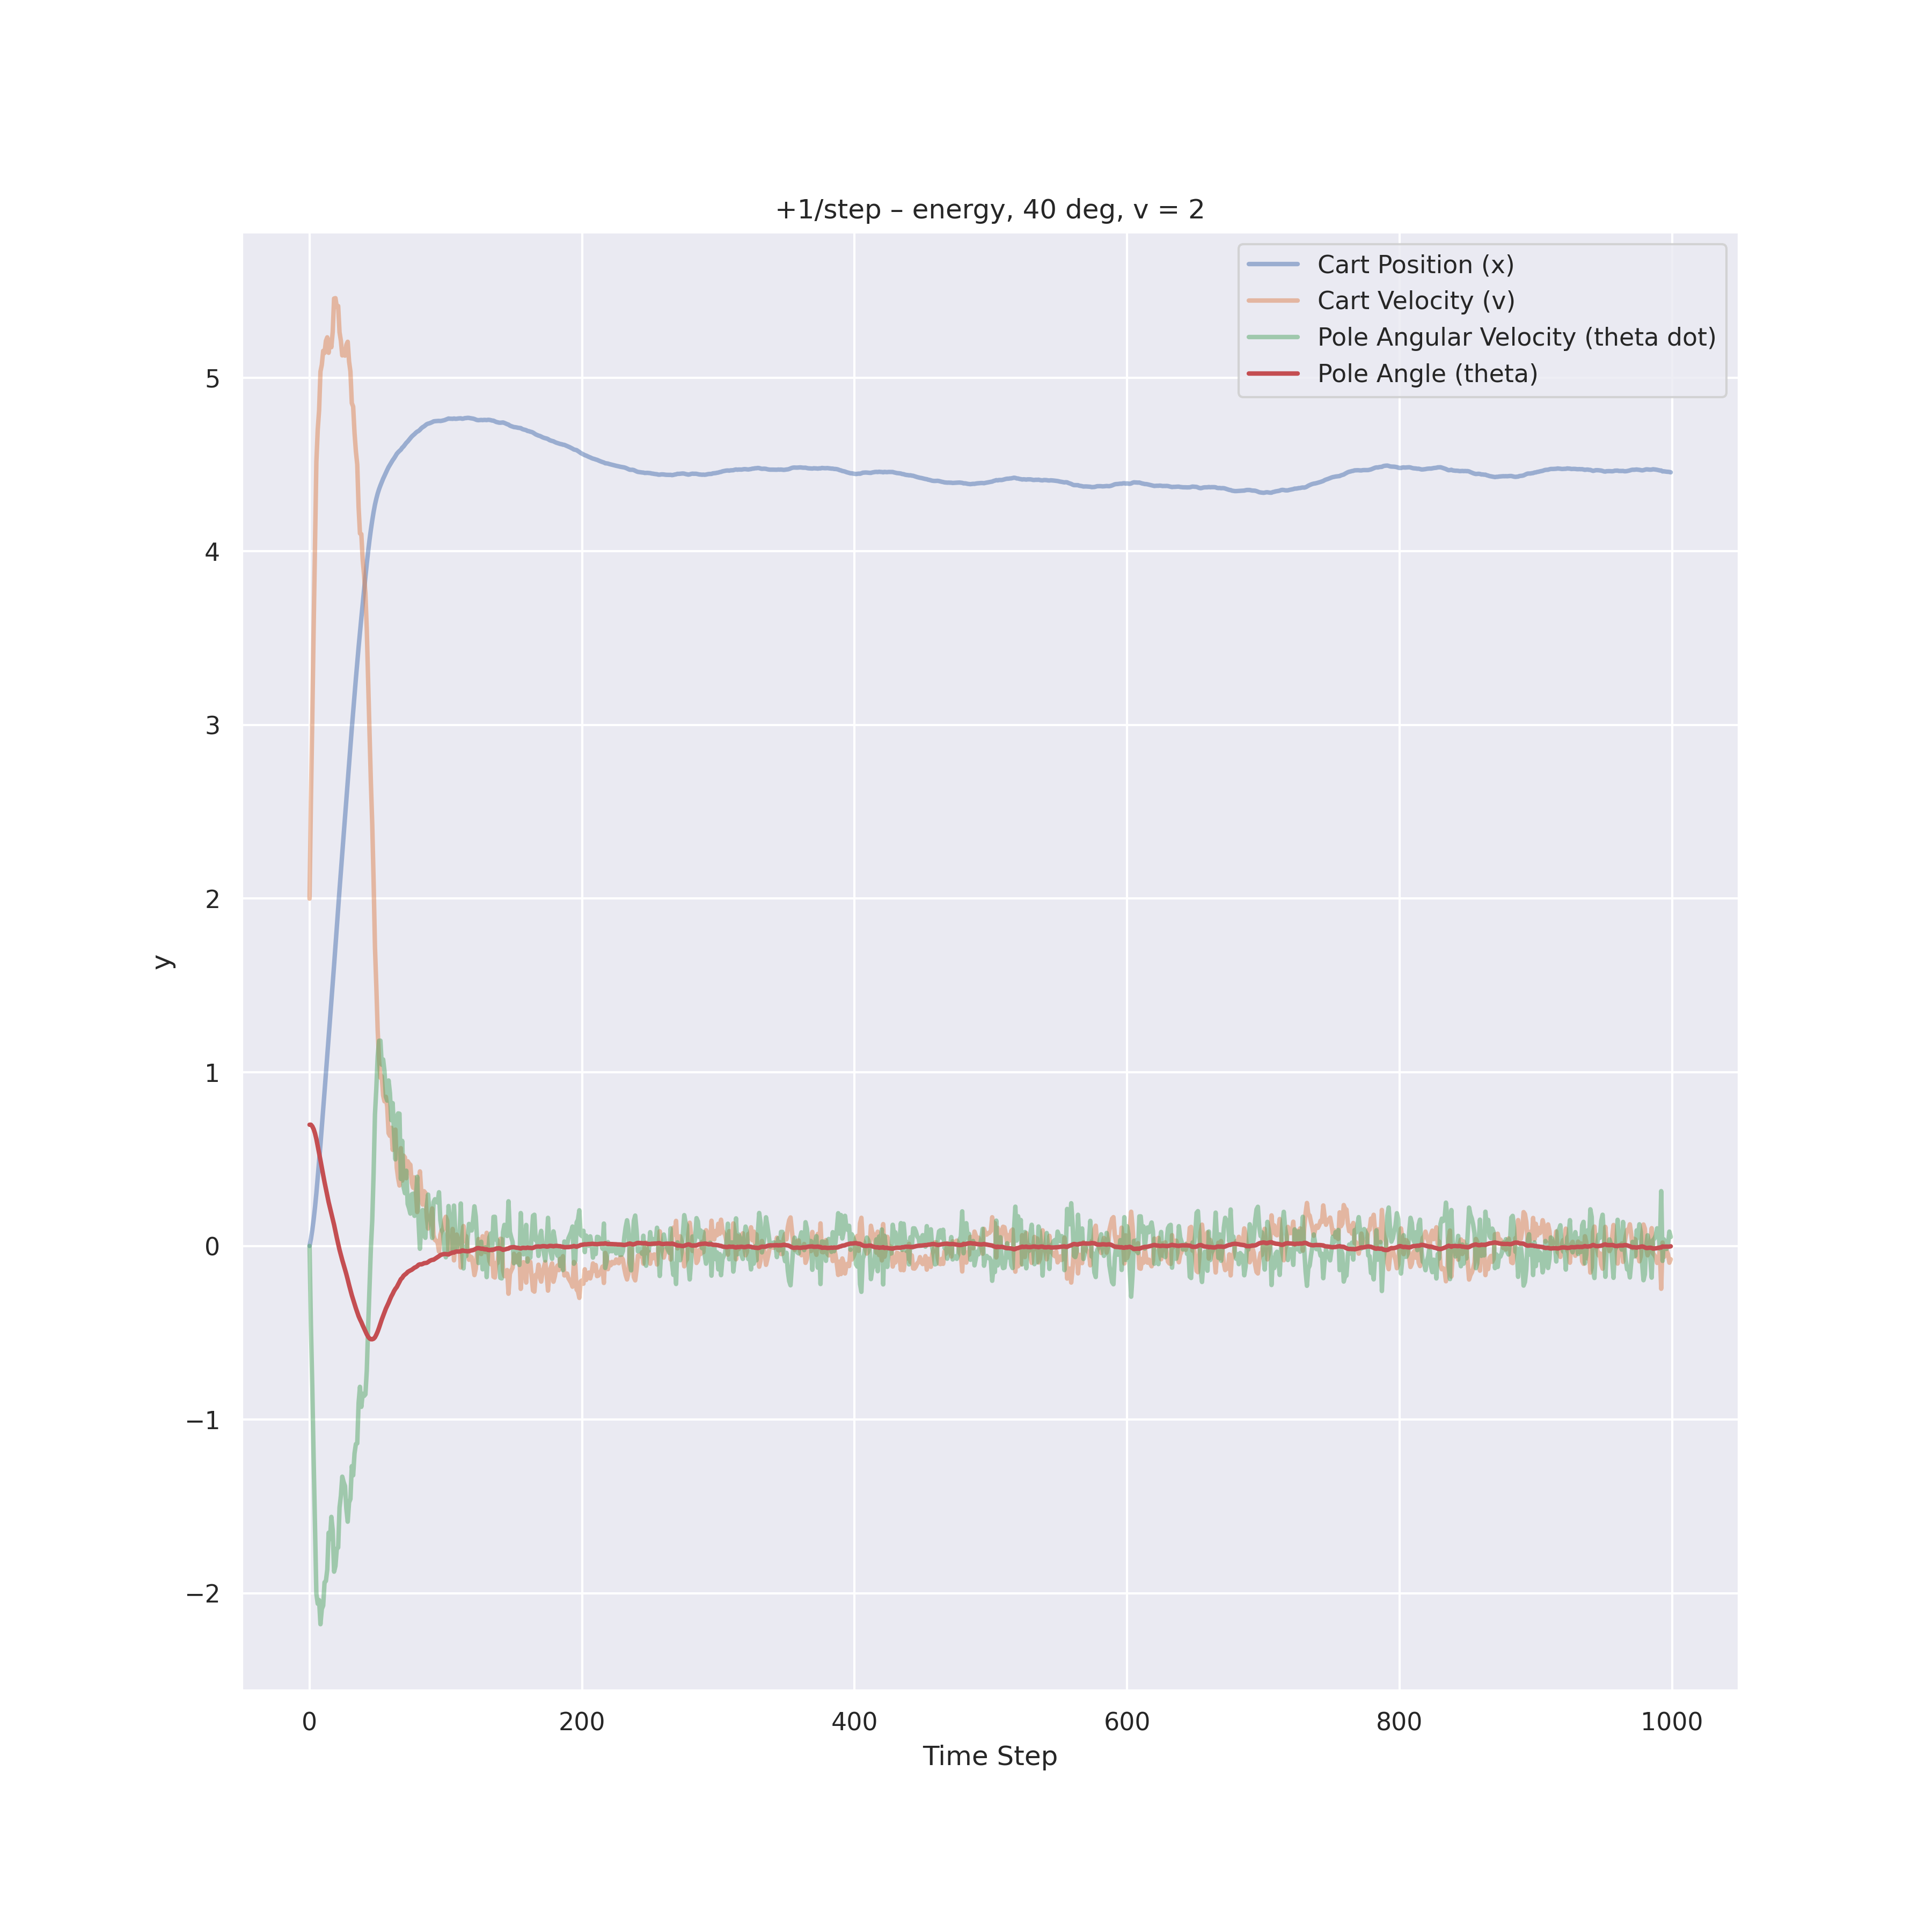 +1/step – energy, 40 deg, v = 2
Cart Position (x)
Cart Velocity (v)
Pole Angular Velocity (theta dot)
Pole Angle (theta)
5
4
3
2
1
0
−1
−2
y
0 200 400 600 800 1000
Time Step